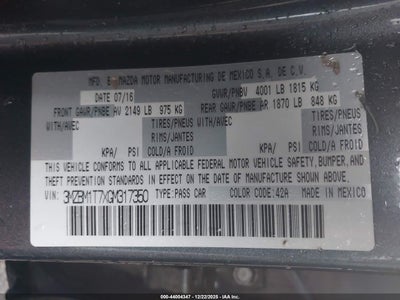 MFD. BY MAZDA MOTOR MANUFACTURING DE MEXICO S.A. DE C.V.
DATE 07/16 GVWR/PNBV 4001 LB 1815 KG
FRONT GAWR/PNBE AV 2149 LB 975 KG REAR GAWR/PNBE AR 1870 LB 848 KG
WITH/AVEC TIRES/PNEUS WITH/AVEC TIRES/PNEUS
RIMS/JANTES RIMS/JANTES
KPA/ PSI COLD/A FROID KPA/ PSI COLD/A FROID
THIS VEHICLE CONFORMS TO ALL APPLICABLE FEDERAL MOTOR VEHICLE SAFETY, BUMPER, AND
THEFT PREVENTION STANDARDS IN EFFECT ON THE DATE OF MANUFACTURE SHOWN ABOVE.
VIN: 3MZBM1T7XGM317350 TYPE: PASS CAR COLOR: 42A MADE IN MEXICO
000-44004347 - 12/22/2025 - IAA Inc.